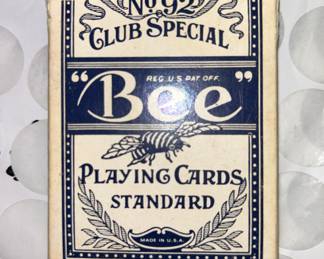 No. 92
CLUB SPECIAL
REG. U.S. PAT. OFF.
"Bee"
PLAYING CARDS
STANDARD
MADE IN U.S.A.